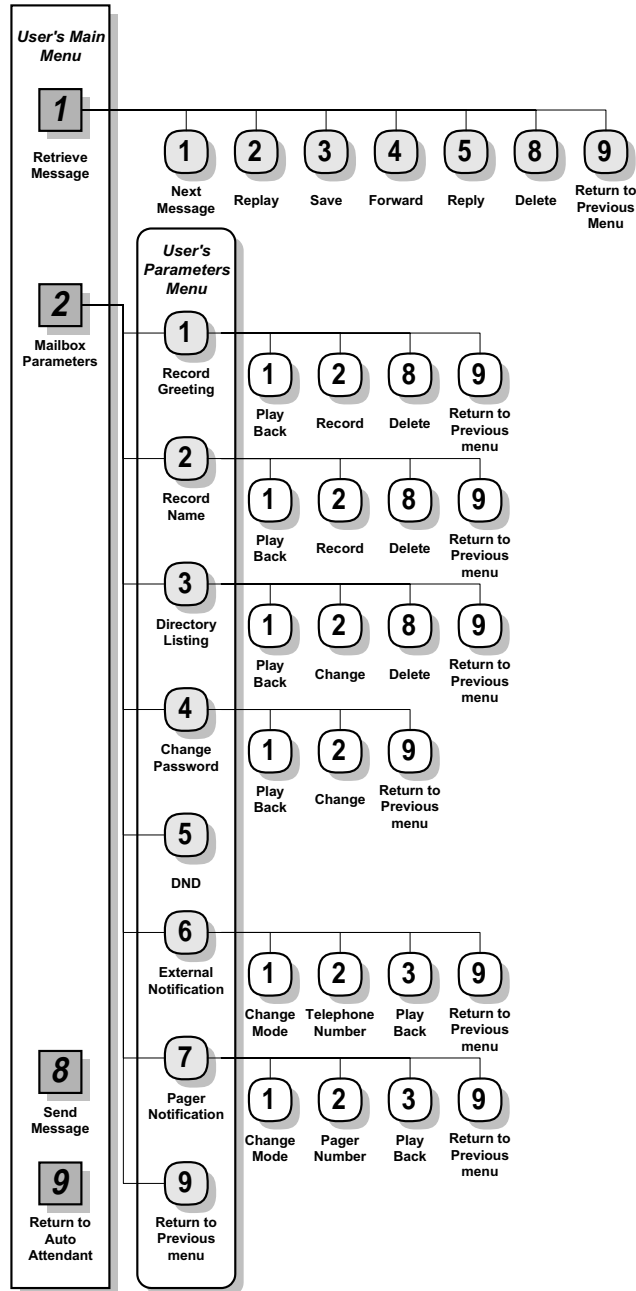 User's Main
Menu
1
Retrieve
Message
1
2
3
4
5
8
9
Next
Message
Replay
Save
Forward
Reply
Delete
Return to
Previous
Menu
User's
Parameters
Menu
2
Mailbox
Parameters
1
Record
Greeting
1
2
8
9
Play
Back
Record
Delete
Return to
Previous
menu
2
Record
Name
1
2
8
9
Play
Back
Record
Delete
Return to
Previous
menu
3
Directory
Listing
1
2
8
9
Play
Back
Change
Delete
Return to
Previous
menu
4
Change
Password
1
2
9
Play
Back
Change
Return to
Previous
menu
5
DND
6
External
Notification
1
2
3
9
Change
Mode
Telephone
Number
Play
Back
Return to
Previous
menu
7
Pager
Notification
1
2
3
9
Change
Mode
Pager
Number
Play
Back
Return to
Previous
menu
8
Send
Message
9
Return to
Auto
Attendant
9
Return to
Previous
menu